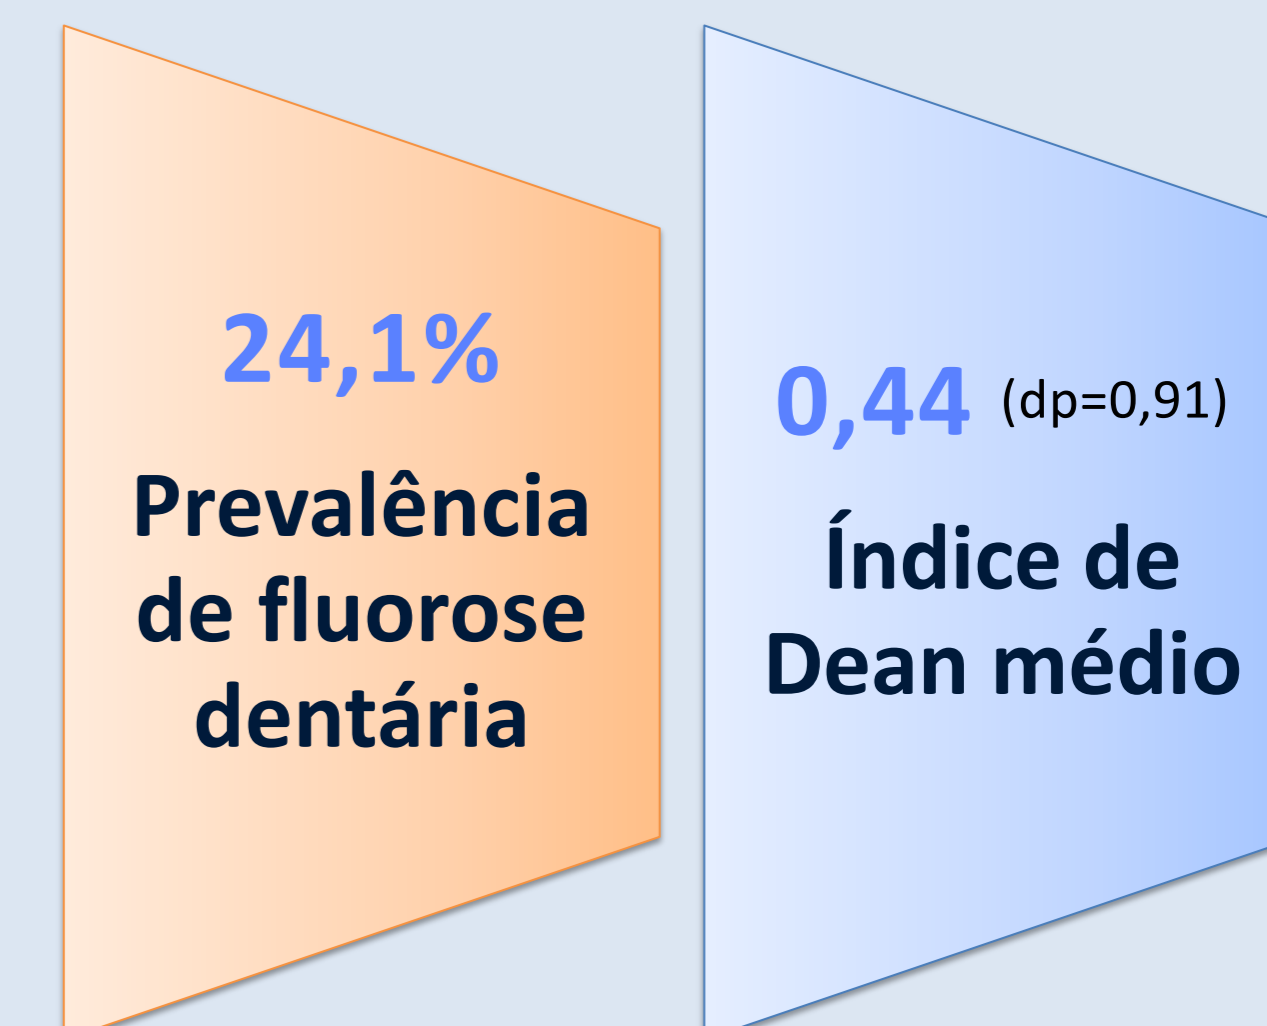 24,1%
Prevalência
de fluorose
dentária
0,44 (dp=0,91)
Índice de
Dean médio